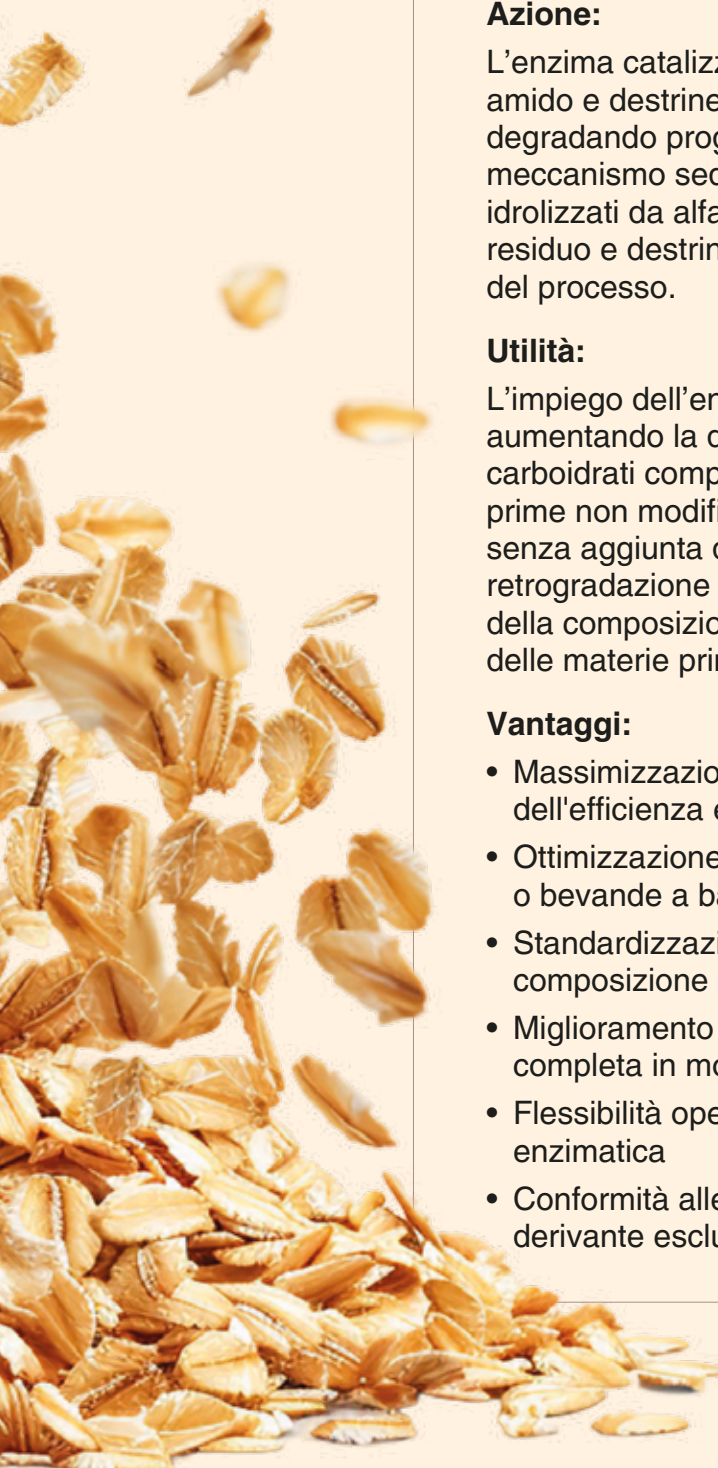 Azione:
L’enzima catalizz
amido e destrine
degradando prog
meccanismo seq
idrolizzati da alfa
residuo e destrin
del processo.
Utilità:
L’impiego dell’en
aumentando la d
carboidrati comp
prime non modifi
senza aggiunta d
retrogradazione
della composizio
delle materie prin
Vantaggi:
• Massimizzazio
dell'efficienza e
• Ottimizzazione
o bevande a ba
• Standardizzazi
composizione
• Miglioramento
completa in mo
• Flessibilità ope
enzimatica
• Conformità alle
derivante esclu